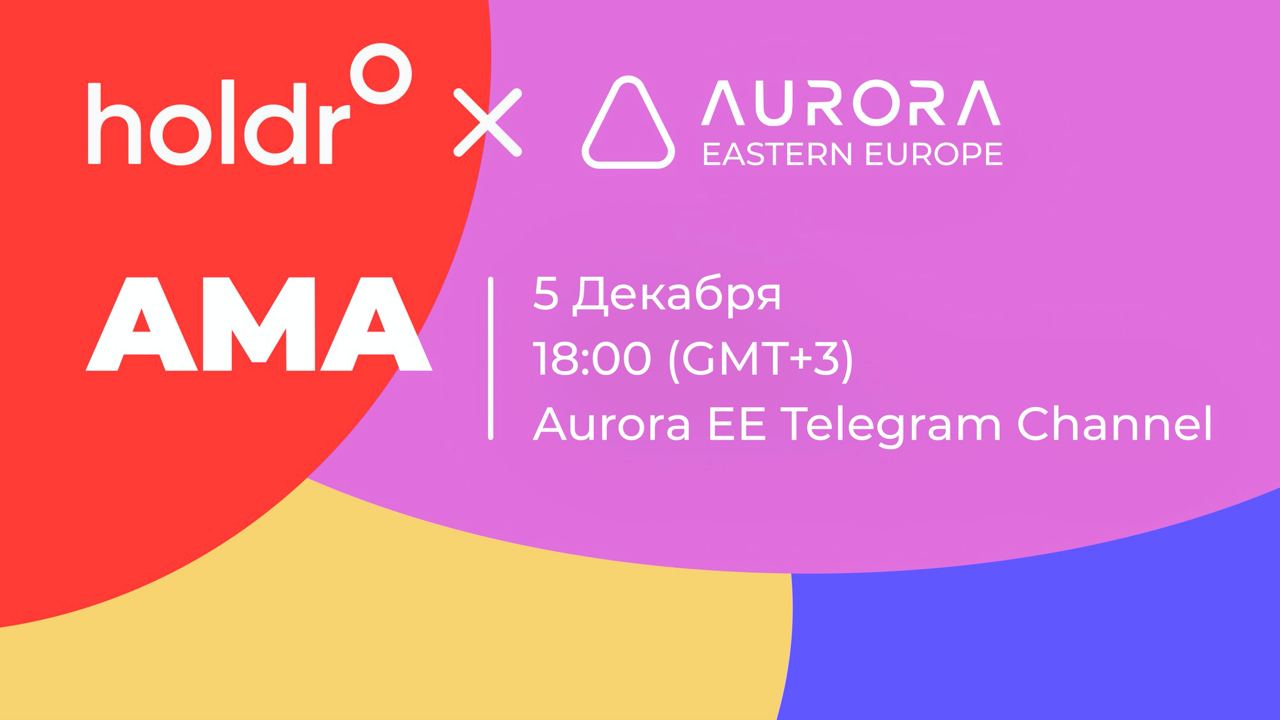 holdr × AURORA
EASTERN EUROPE
AMA
5 Декабря
18:00 (GMT+3)
Aurora EE Telegram Channel